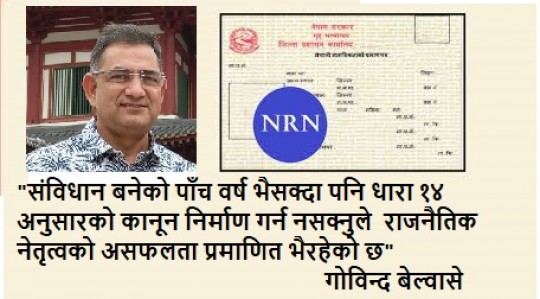 नेपाल सरकार
गृह मन्त्रालय
जिल्ला प्रशासन कार्यालय
NRN
"संविधान बनेको पाँच वर्ष भैसक्दा पनि धारा १४
अनुसारको कानून निर्माण गर्न नसक्नुले राजनैतिक
नेतृत्वको असफलता प्रमाणित भैरहेको छ"
गोविन्द बेल्वासे